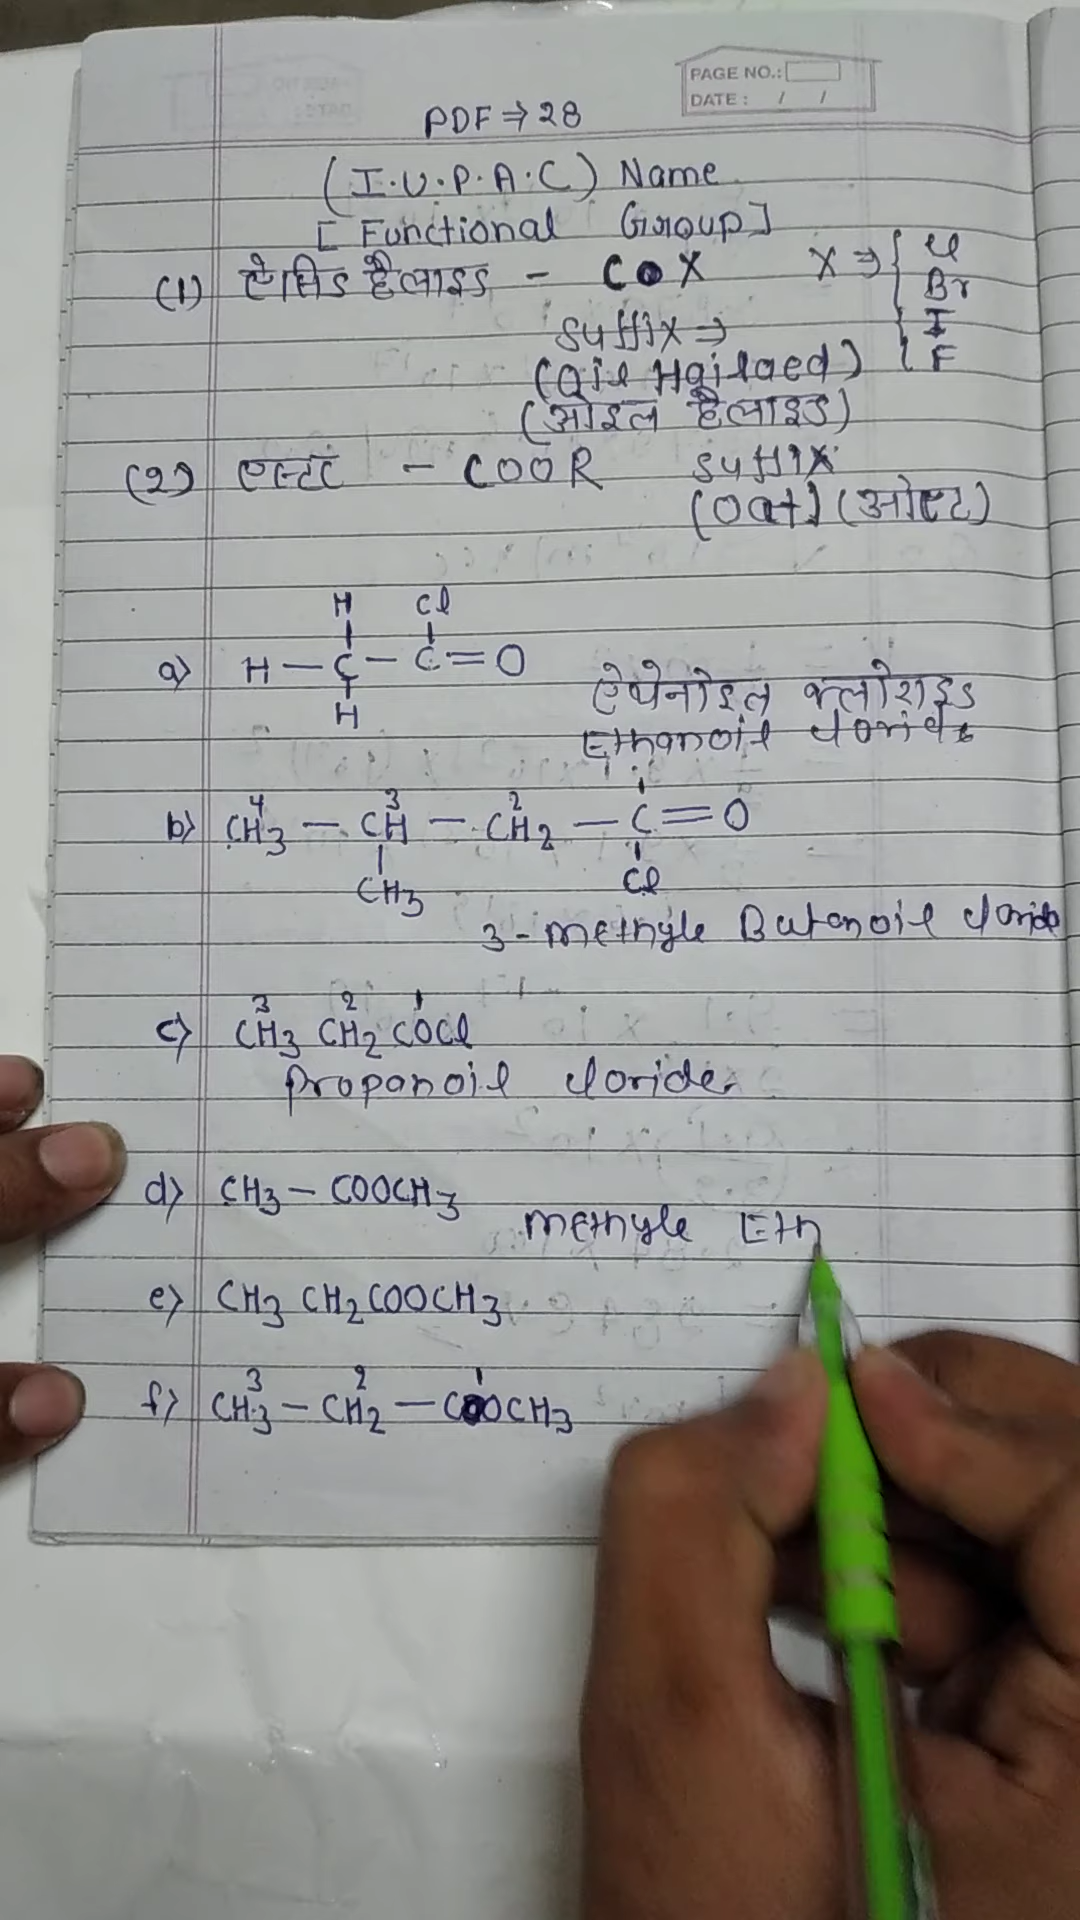 PAGE NO.:
DATE: / /
PDF ⇒ 28
(I.U.P.A.C) Name
[Functional Group]
(1) ऐसिड हैलाइड - COX X ⇒ { Cl
Br
I
F
Suffix ⇒
(Oil Hailaed)
(ओइल हैलाइड)
(2) एस्टर - COOR Suffix
(Oat) (ओएट)
H Cl
a) H - C - C = O
H
ऐथेनोइल क्लोराइड
Ethanoil cloride
4 3 2 1
b) CH3 - CH - CH2 - C = O
CH3 Cl
3-methyle Butanoil cloride
3 2 1
c) CH3 CH2 COCl
Propanoil cloride
d) CH3 - COOCH3
methyle Eth
e) CH3 CH2 COOCH3
3 2 1
f) CH3 - CH2 - COOCH3